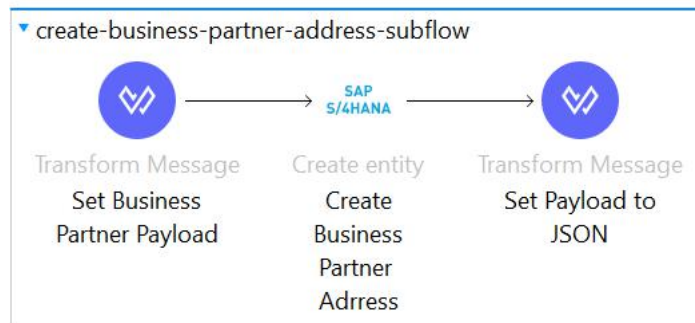 create-business-partner-address-subflow
SAP
S/4HANA
Transform Message
Create entity
Transform Message
Set Business
Partner Payload
Create
Business
Partner
Adrress
Set Payload to
JSON